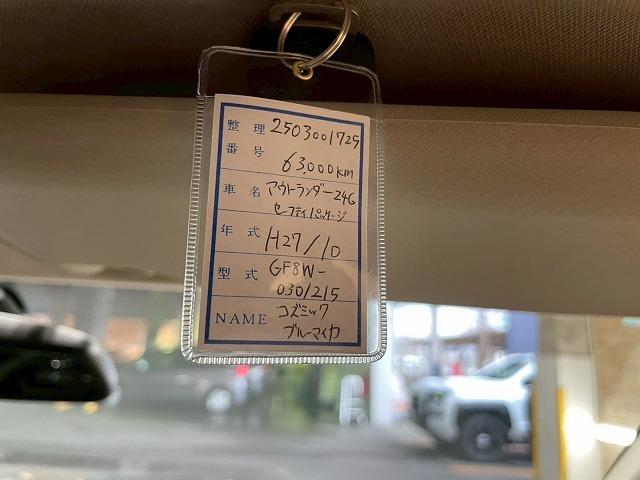 整理 2503001725
番号 63,000km
車名 アウトランダー24G
セーフティパッケージ
年式 H27/10
型式 GF8W-
0301215
NAME コズミック
ブルーマイカ